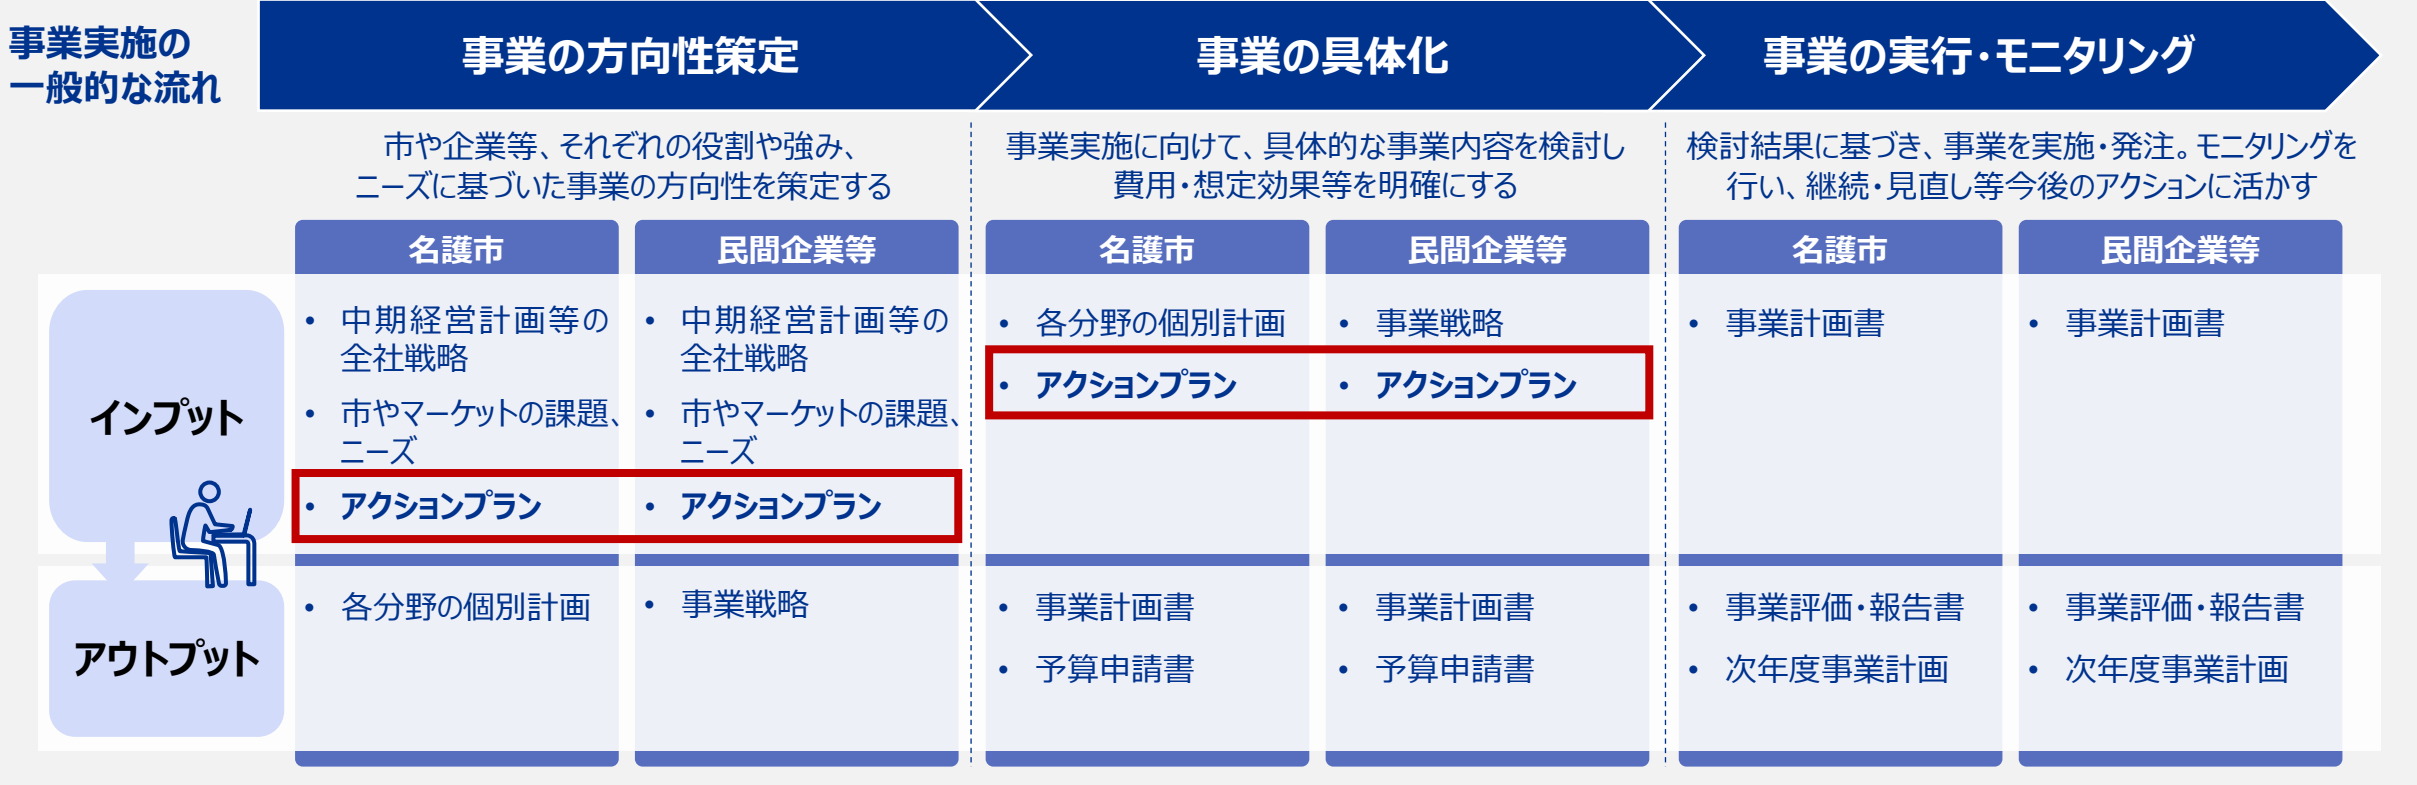 事業実施の
一般的な流れ
事業の方向性策定
事業の具体化
事業の実行・モニタリング
市や企業等、それぞれの役割や強み、
ニーズに基づいた事業の方向性を策定する
事業実施に向けて、具体的な事業内容を検討し
費用・想定効果等を明確にする
検討結果に基づき、事業を実施・発注。モニタリングを
行い、継続・見直し等今後のアクションに活かす
名護市
民間企業等
名護市
民間企業等
名護市
民間企業等
インプット
• 中期経営計画等の
全社戦略
• 市やマーケットの課題、
ニーズ
• アクションプラン
• 中期経営計画等の
全社戦略
• 市やマーケットの課題、
ニーズ
• アクションプラン
• 各分野の個別計画
• アクションプラン
• 事業戦略
• アクションプラン
• 事業計画書
• 事業計画書
アウトプット
• 各分野の個別計画
• 事業戦略
• 事業計画書
• 予算申請書
• 事業計画書
• 予算申請書
• 事業評価・報告書
• 次年度事業計画
• 事業評価・報告書
• 次年度事業計画